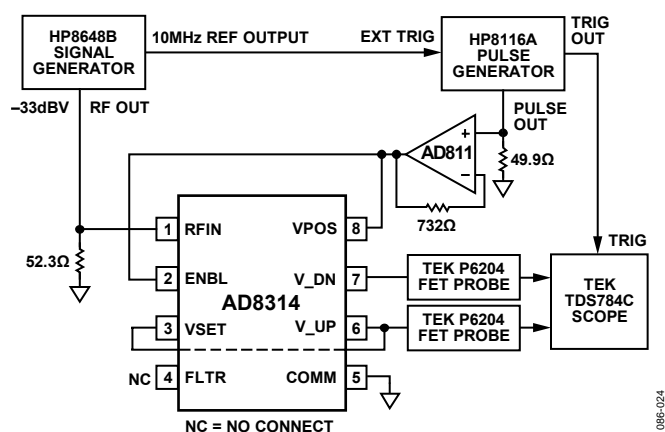 HP8648B
SIGNAL
GENERATOR
10MHz REF OUTPUT
EXT TRIG
HP8116A
PULSE
GENERATOR
TRIG
OUT
–33dBV
RF OUT
PULSE
OUT
+
AD811
–
49.9Ω
732Ω
52.3Ω
1 RFIN
VPOS 8
2 ENBL
V_DN 7
AD8314
3 VSET
V_UP 6
NC 4 FLTR
COMM 5
TEK P6204
FET PROBE
TEK P6204
FET PROBE
TRIG
TEK
TDS784C
SCOPE
NC = NO CONNECT
086-024